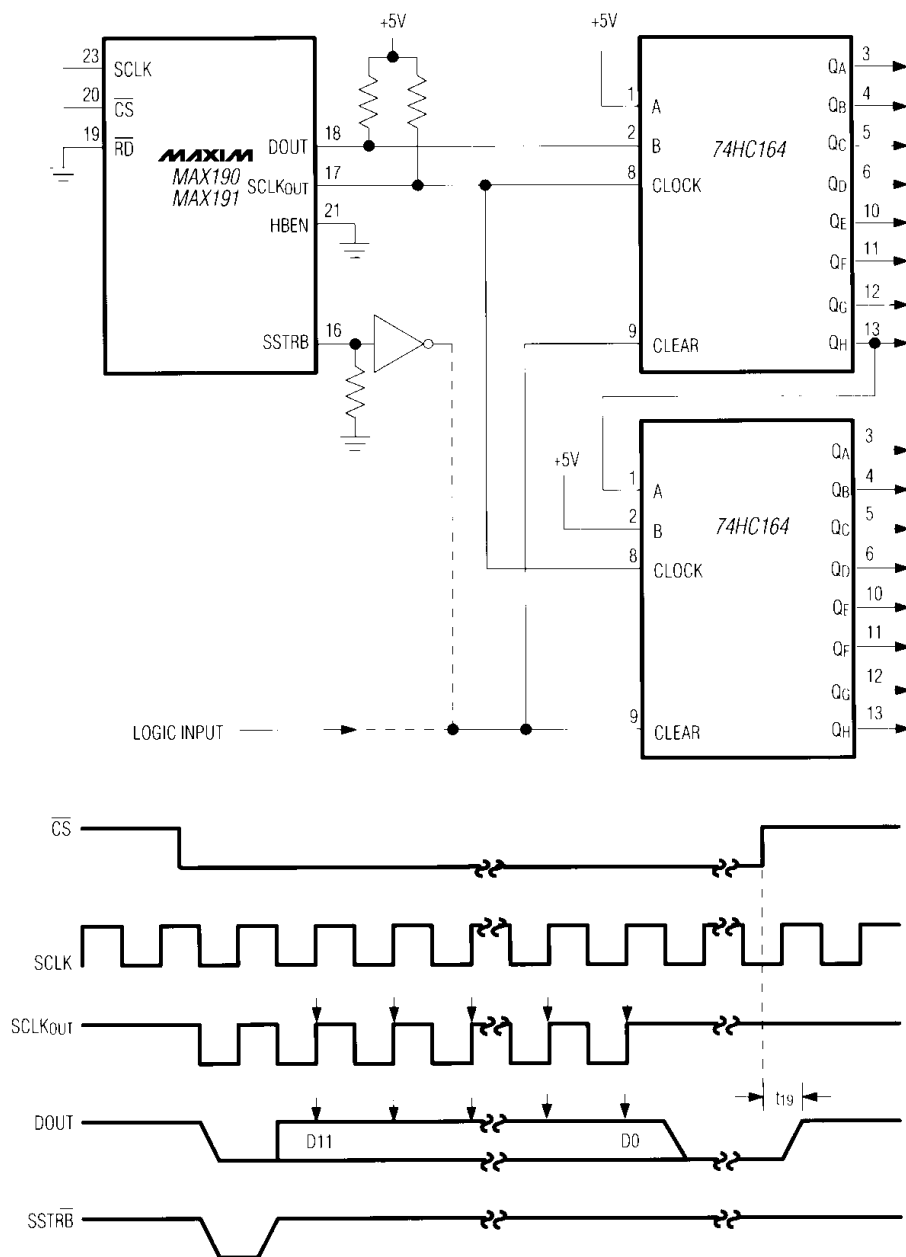 +5V
+5V
23
SCLK
20
CS
19
RD
MAXIM
MAX190
MAX191
DOUT
18
SCLKOUT
17
HBEN
21
SSTRB
16
1
A
2
B
8
CLOCK
9
CLEAR
74HC164
QA
3
QB
4
QC
5
QD
6
QE
10
QF
11
QG
12
QH
13
+5V
1
A
2
B
8
CLOCK
9
CLEAR
74HC164
QA
3
QB
4
QC
5
QD
6
QE
10
QF
11
QG
12
QH
13
LOGIC INPUT
CS
SCLK
SCLKOUT
DOUT
D11
D0
t19
SSTRB